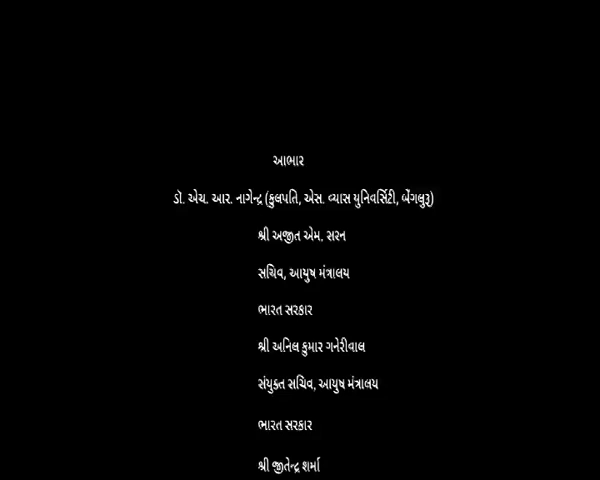 આભાર
ડૉ. એચ. આર. નાગેન્દ્ર (કુલપતિ, એસ. વ્યાસ યુનિવર્સિટી, બેંગલુરૂ)
શ્રી અજીત એમ. સરન
સચિવ, આયુષ મંત્રાલય
ભારત સરકાર
શ્રી અનિલ કુમાર ગનેરીવાલ
સંયુક્ત સચિવ, આયુષ મંત્રાલય
ભારત સરકાર
શ્રી જીતેન્દ્ર શર્મા